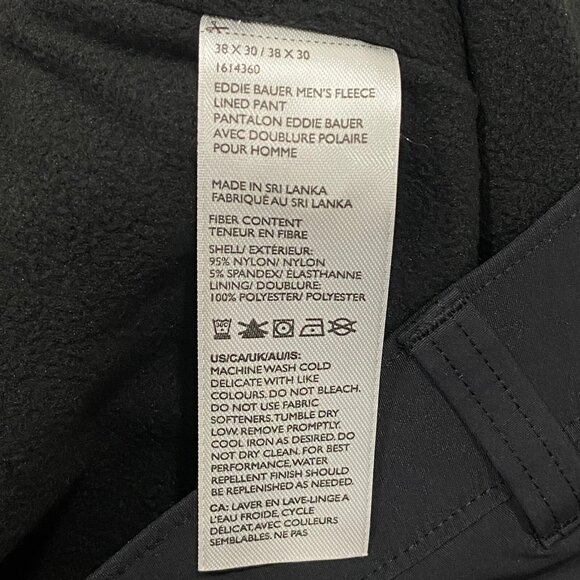 38 X 30 / 38 X 30
1614360
EDDIE BAUER MEN'S FLEECE
LINED PANT
PANTALON EDDIE BAUER
AVEC DOUBLURE POLAIRE
POUR HOMME
MADE IN SRI LANKA
FABRIQUÉ AU SRI LANKA
FIBER CONTENT
TENEUR EN FIBRE
SHELL/ EXTÉRIEUR:
95% NYLON/ NYLON
5% SPANDEX/ ÉLASTHANNE
LINING/ DOUBLURE:
100% POLYESTER/ POLYESTER
30C
US/CA/UK/AU/IS:
MACHINE WASH COLD
DELICATE WITH LIKE
COLOURS. DO NOT BLEACH.
DO NOT USE FABRIC
SOFTENERS. TUMBLE DRY
LOW. REMOVE PROMPTLY.
COOL IRON AS DESIRED. DO
NOT DRY CLEAN. FOR BEST
PERFORMANCE, WATER
REPELLENT FINISH SHOULD
BE REPLENISHED AS NEEDED.
CA: LAVER EN LAVE-LINGE A
L'EAU FROIDE, CYCLE
DÉLICAT, AVEC COULEURS
SEMBLABLES. NE PAS